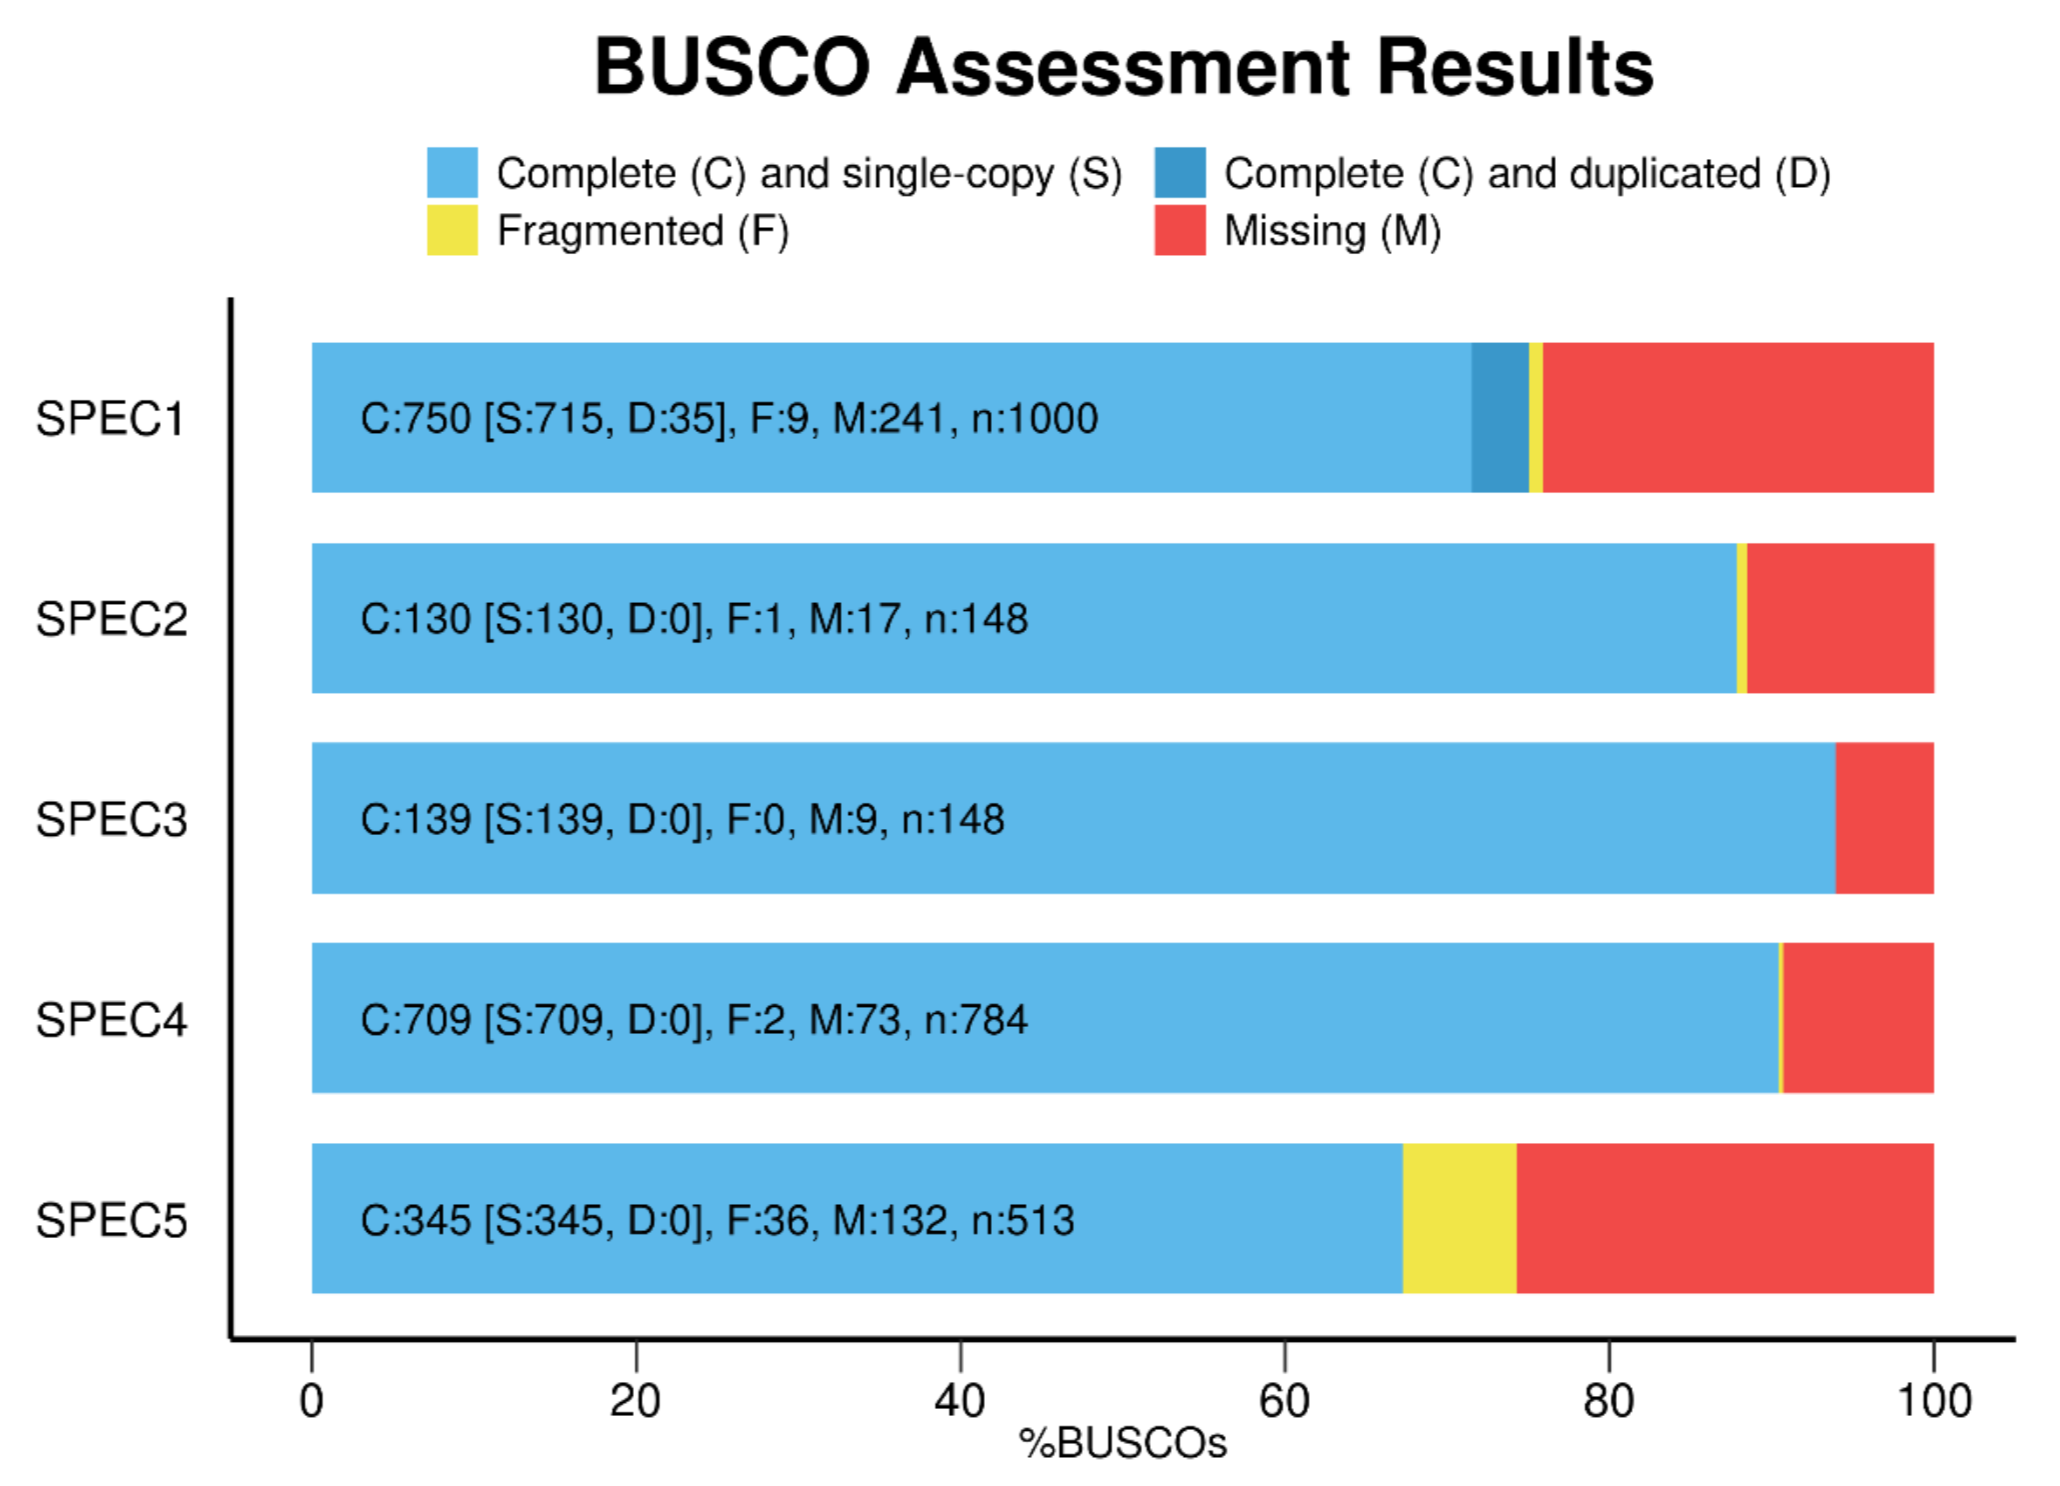 BUSCO Assessment Results
Complete (C) and single-copy (S) Complete (C) and duplicated (D)
Fragmented (F) Missing (M)
SPEC1 C:750 [S:715, D:35], F:9, M:241, n:1000
SPEC2 C:130 [S:130, D:0], F:1, M:17, n:148
SPEC3 C:139 [S:139, D:0], F:0, M:9, n:148
SPEC4 C:709 [S:709, D:0], F:2, M:73, n:784
SPEC5 C:345 [S:345, D:0], F:36, M:132, n:513
0 20 40 60 80 100
%BUSCOs